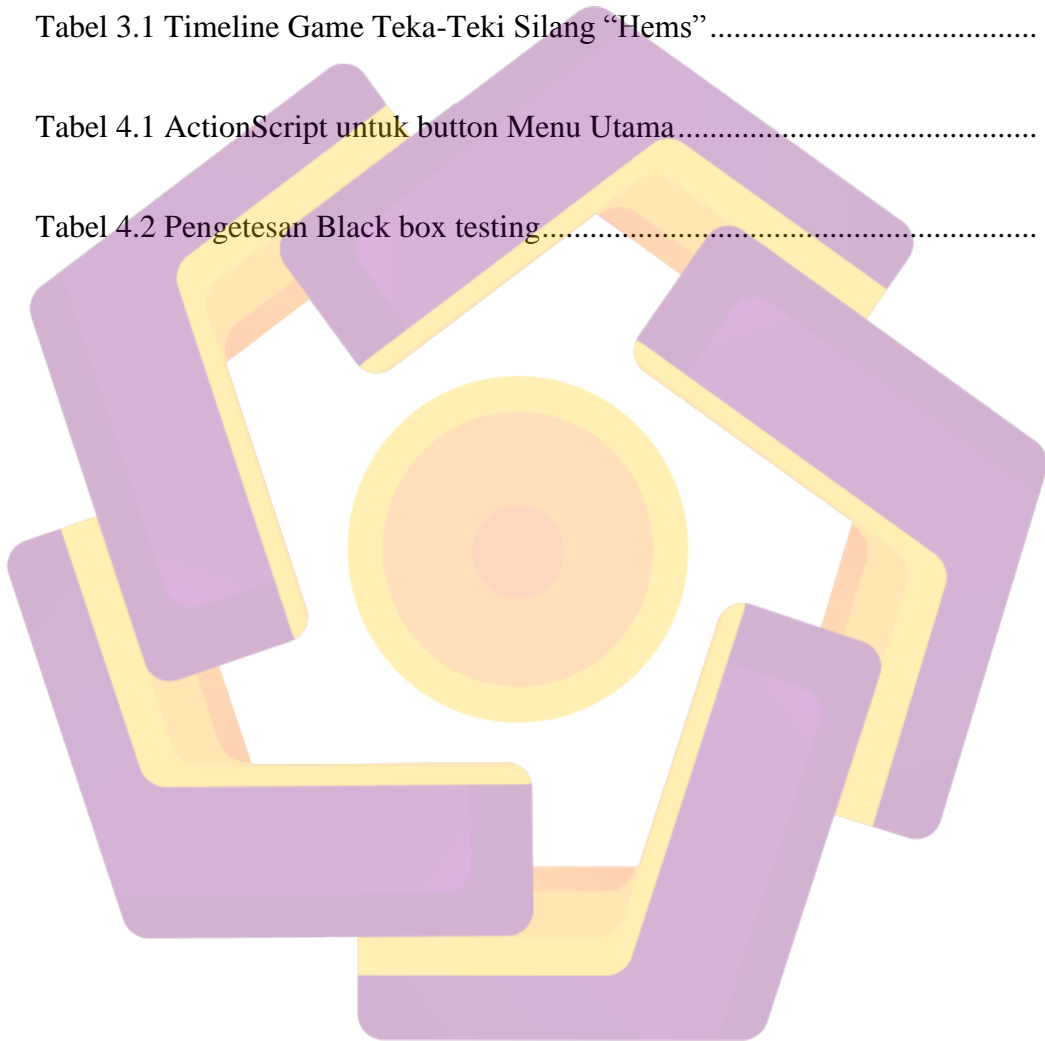 Tabel 3.1 Timeline Game Teka-Teki Silang “Hems”.........................................
Tabel 4.1 ActionScript untuk button Menu Utama.............................................
Tabel 4.2 Pengetesan Black box testing..............................................................